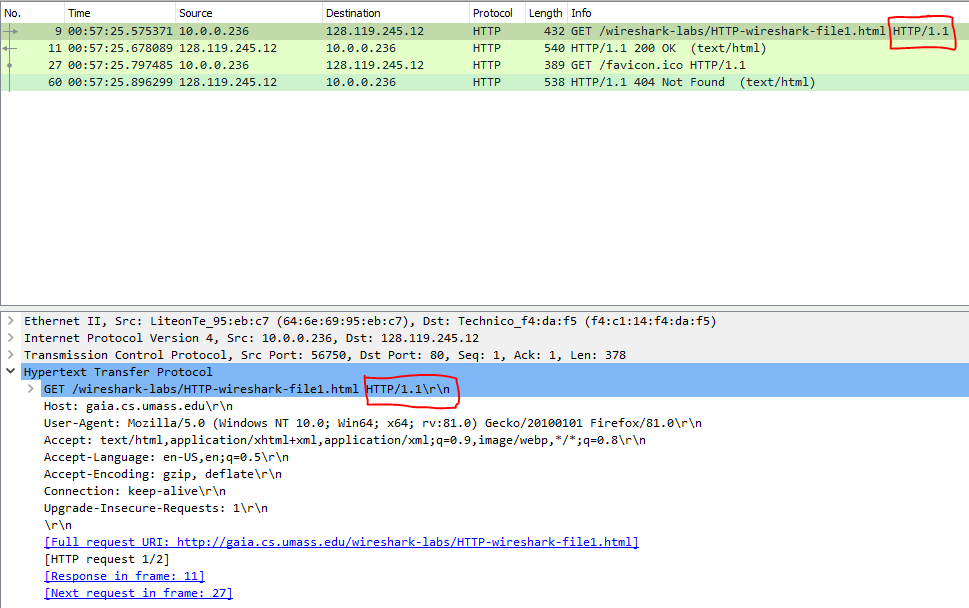 No. Time Source Destination Protocol Length Info
9 00:57:25.575371 10.0.0.236 128.119.245.12 HTTP 432 GET /wireshark-labs/HTTP-wireshark-file1.html HTTP/1.1
11 00:57:25.678089 128.119.245.12 10.0.0.236 HTTP 540 HTTP/1.1 200 OK (text/html)
27 00:57:25.797485 10.0.0.236 128.119.245.12 HTTP 389 GET /favicon.ico HTTP/1.1
60 00:57:25.896299 128.119.245.12 10.0.0.236 HTTP 538 HTTP/1.1 404 Not Found (text/html)
Ethernet II, Src: LiteonTe_95:eb:c7 (64:6e:69:95:eb:c7), Dst: Technico_f4:da:f5 (f4:c1:14:f4:da:f5)
Internet Protocol Version 4, Src: 10.0.0.236, Dst: 128.119.245.12
Transmission Control Protocol, Src Port: 56750, Dst Port: 80, Seq: 1, Ack: 1, Len: 378
Hypertext Transfer Protocol
GET /wireshark-labs/HTTP-wireshark-file1.html HTTP/1.1\r\n
Host: gaia.cs.umass.edu\r\n
User-Agent: Mozilla/5.0 (Windows NT 10.0; Win64; x64; rv:81.0) Gecko/20100101 Firefox/81.0\r\n
Accept: text/html,application/xhtml+xml,application/xml;q=0.9,image/webp,*/*;q=0.8\r\n
Accept-Language: en-US,en;q=0.5\r\n
Accept-Encoding: gzip, deflate\r\n
Connection: keep-alive\r\n
Upgrade-Insecure-Requests: 1\r\n
\r\n
[Full request URI: http://gaia.cs.umass.edu/wireshark-labs/HTTP-wireshark-file1.html]
[HTTP request 1/2]
[Response in frame: 11]
[Next request in frame: 27]